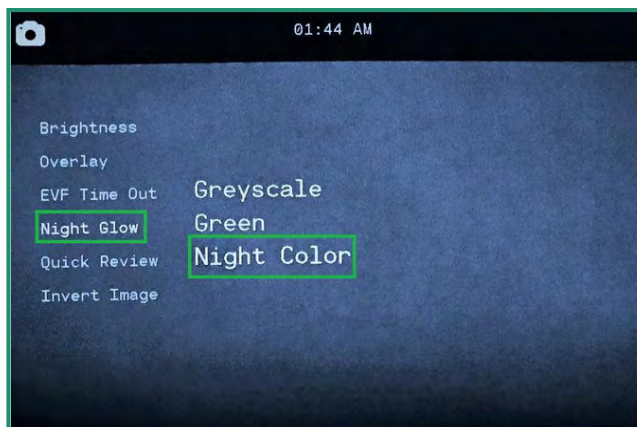 01:44 AM
Brightness
Overlay
EVF Time Out
Night Glow
Quick Review
Invert Image
Greyscale
Green
Night Color